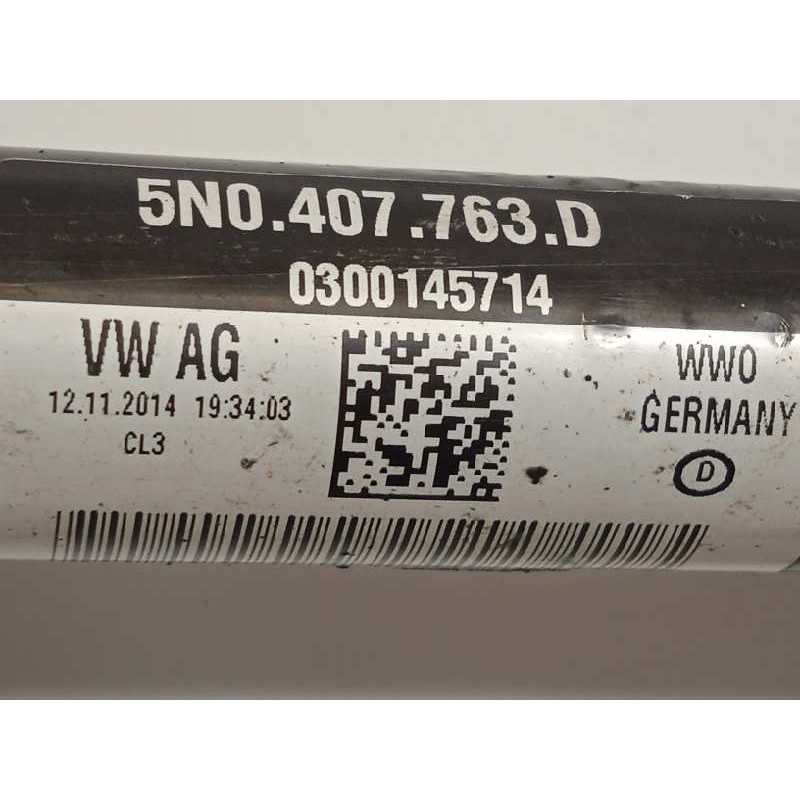 5N0.407.763.D
0300145714
VW AG
12.11.2014 19:34:03
CL3
WWO
GERMANY
D